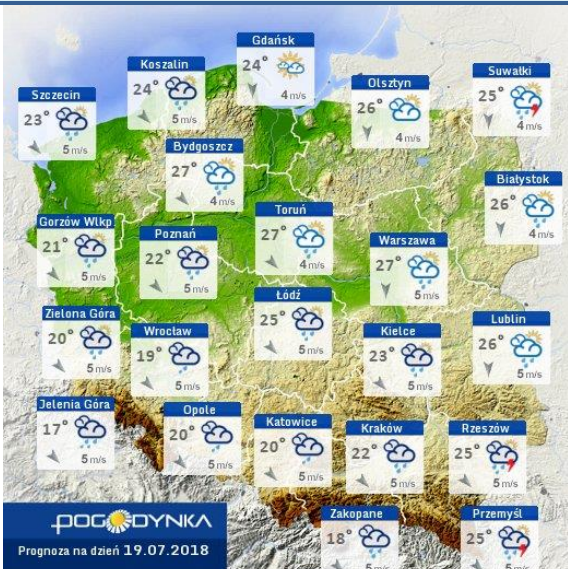 Gdańsk
24°
4 m/s
Koszalin
24°
5 m/s
Olsztyn
26°
4 m/s
Suwałki
25°
4 m/s
Szczecin
23°
5 m/s
Bydgoszcz
27°
4 m/s
Białystok
26°
4 m/s
Gorzów Wlkp
21°
5 m/s
Poznań
22°
5 m/s
Toruń
27°
4 m/s
Warszawa
27°
5 m/s
Zielona Góra
20°
5 m/s
Wrocław
19°
5 m/s
Łódź
25°
5 m/s
Kielce
23°
5 m/s
Lublin
26°
5 m/s
Jelenia Góra
17°
5 m/s
Opole
20°
5 m/s
Katowice
20°
5 m/s
Kraków
22°
5 m/s
Rzeszów
25°
5 m/s
Zakopane
18°
5 m/s
Przemyśl
25°
5 m/s
POGODYNKA
Prognoza na dzień 19.07.2018